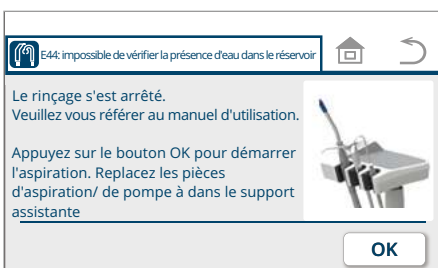 E44: impossible de vérifier la présence d'eau dans le réservoir
Le rinçage s'est arrêté.
Veuillez vous référer au manuel d'utilisation.
Appuyez sur le bouton OK pour démarrer
l'aspiration. Replacez les pièces
d'aspiration/ de pompe à dans le support
assistante
OK